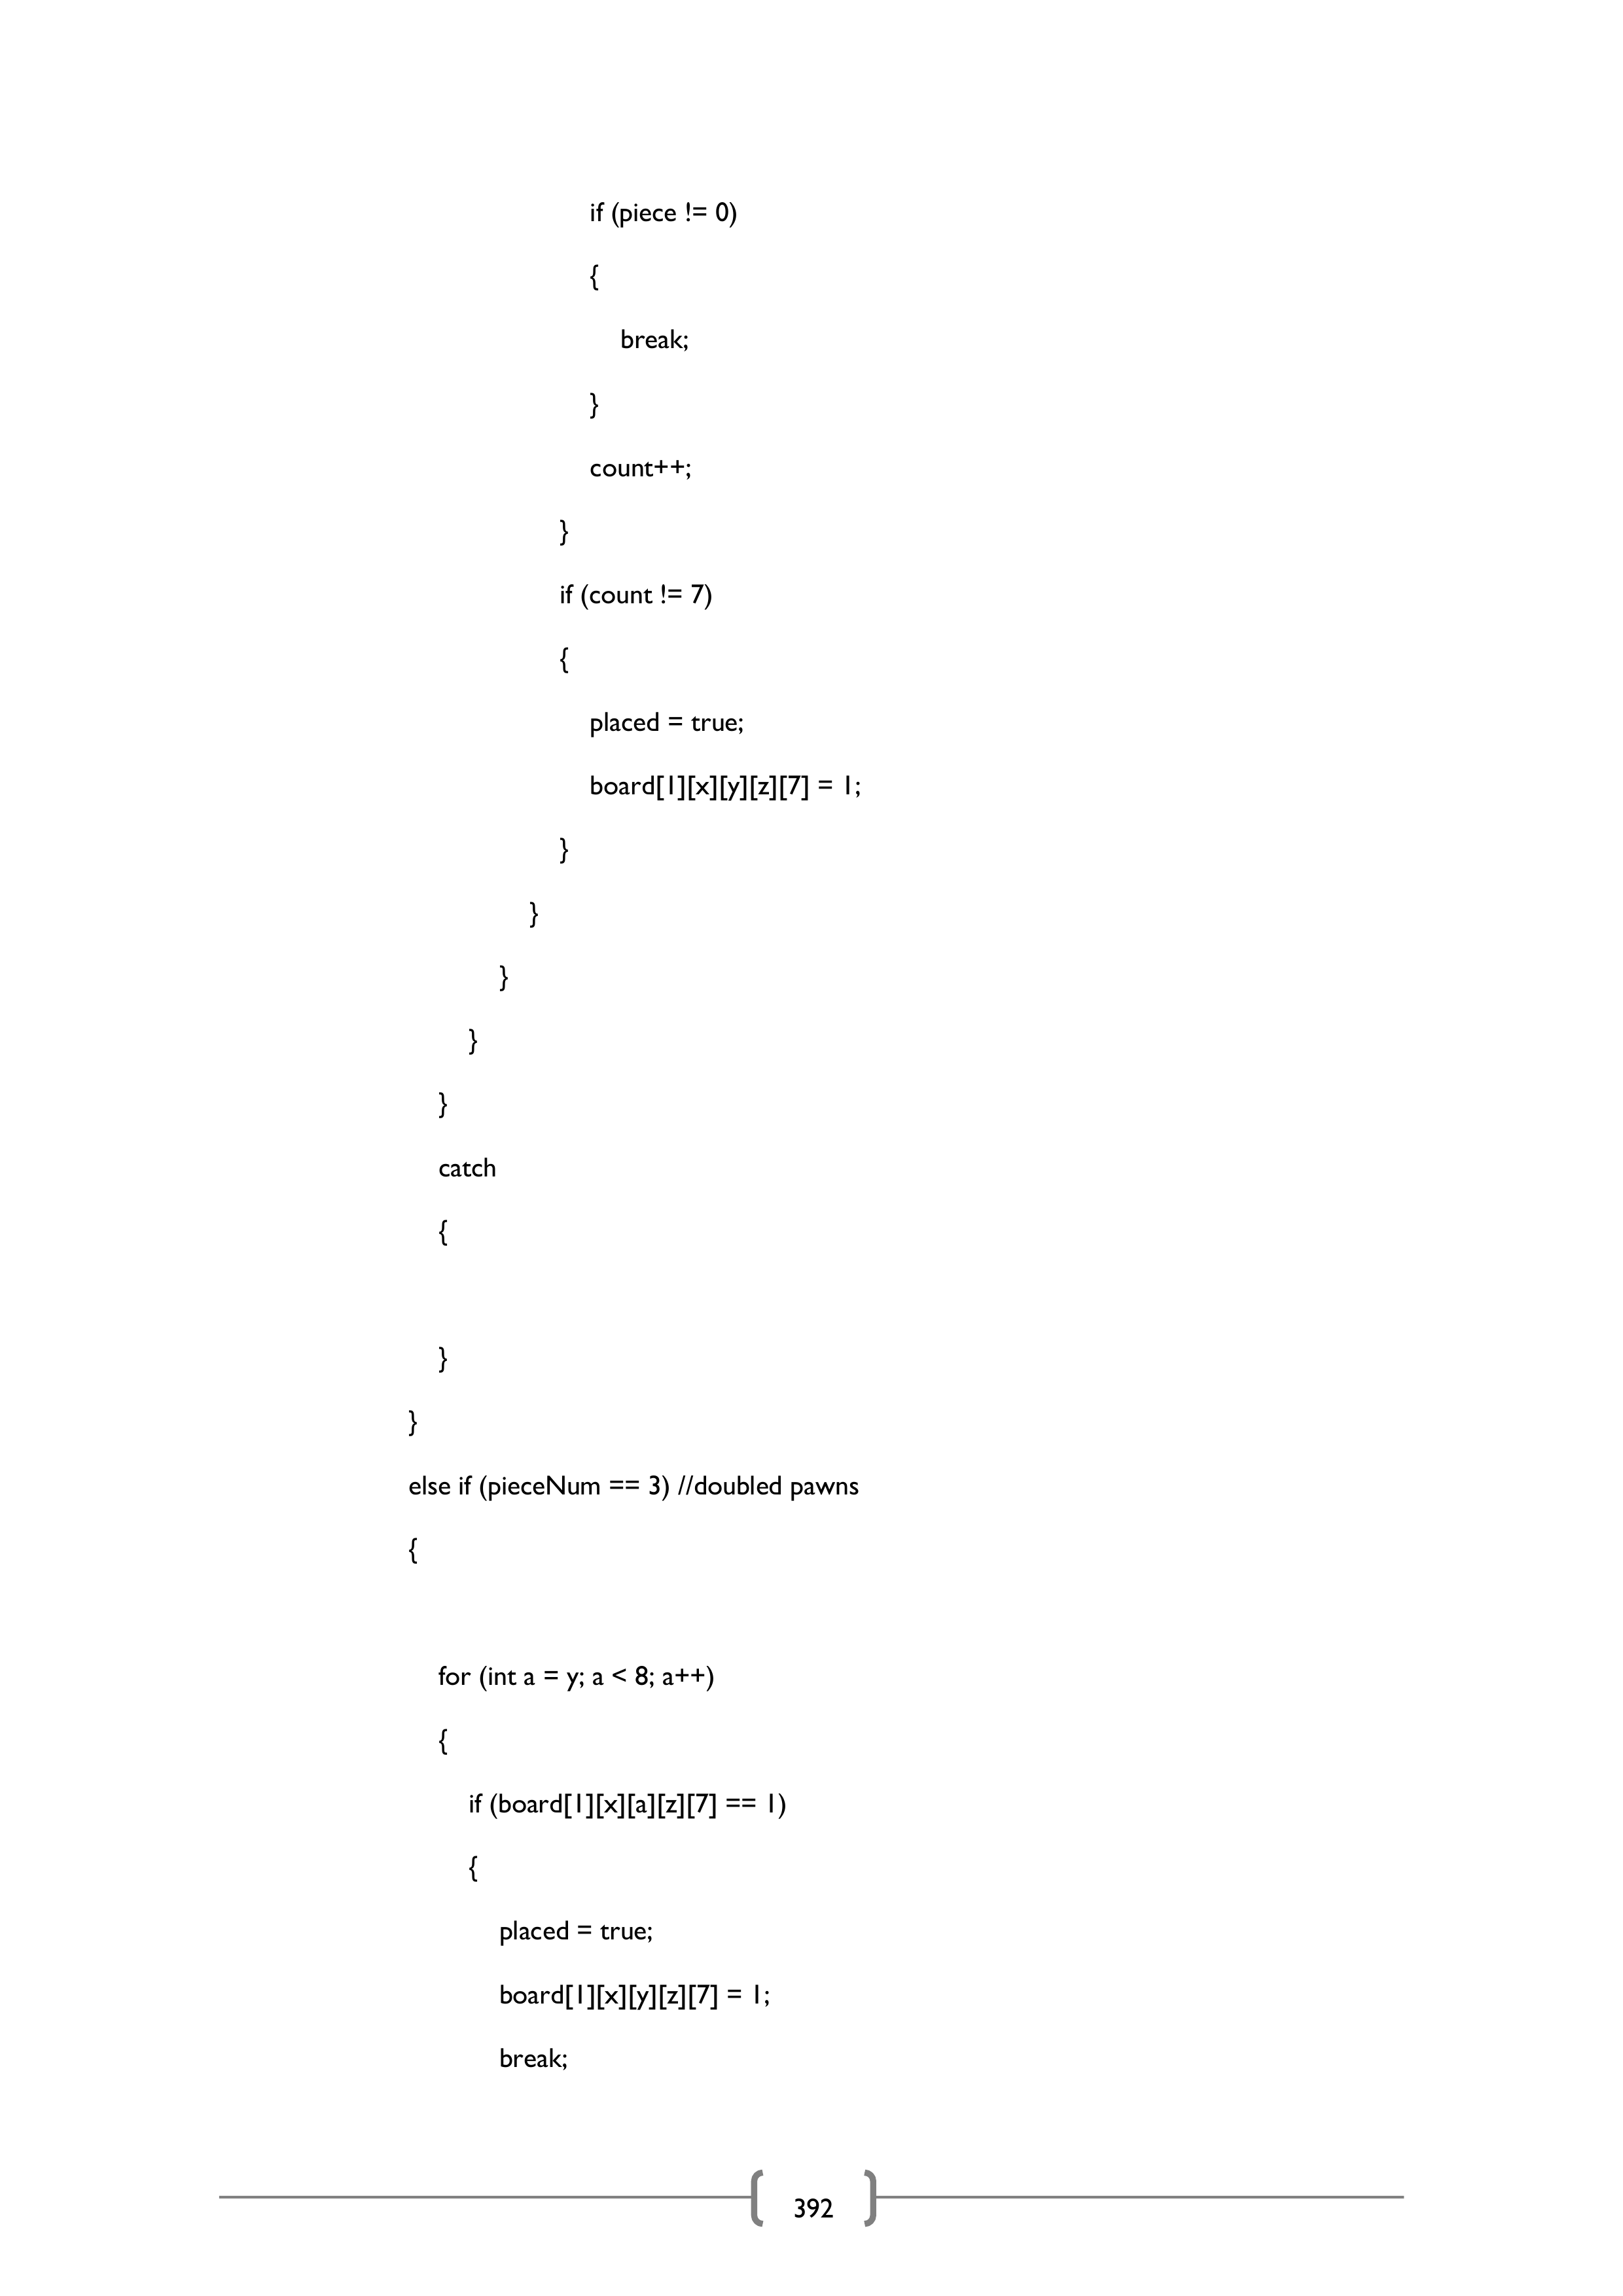 if (piece != 0)
{
break;
}
count++;
}
if (count != 7)
{
placed = true;
board[1][x][y][z][7] = 1;
}
}
}
}
}
catch
{
}
}
else if (pieceNum == 3) //doubled pawns
{
for (int a = y; a < 8; a++)
{
if (board[1][x][a][z][7] == 1)
{
placed = true;
board[1][x][y][z][7] = 1;
break;
392